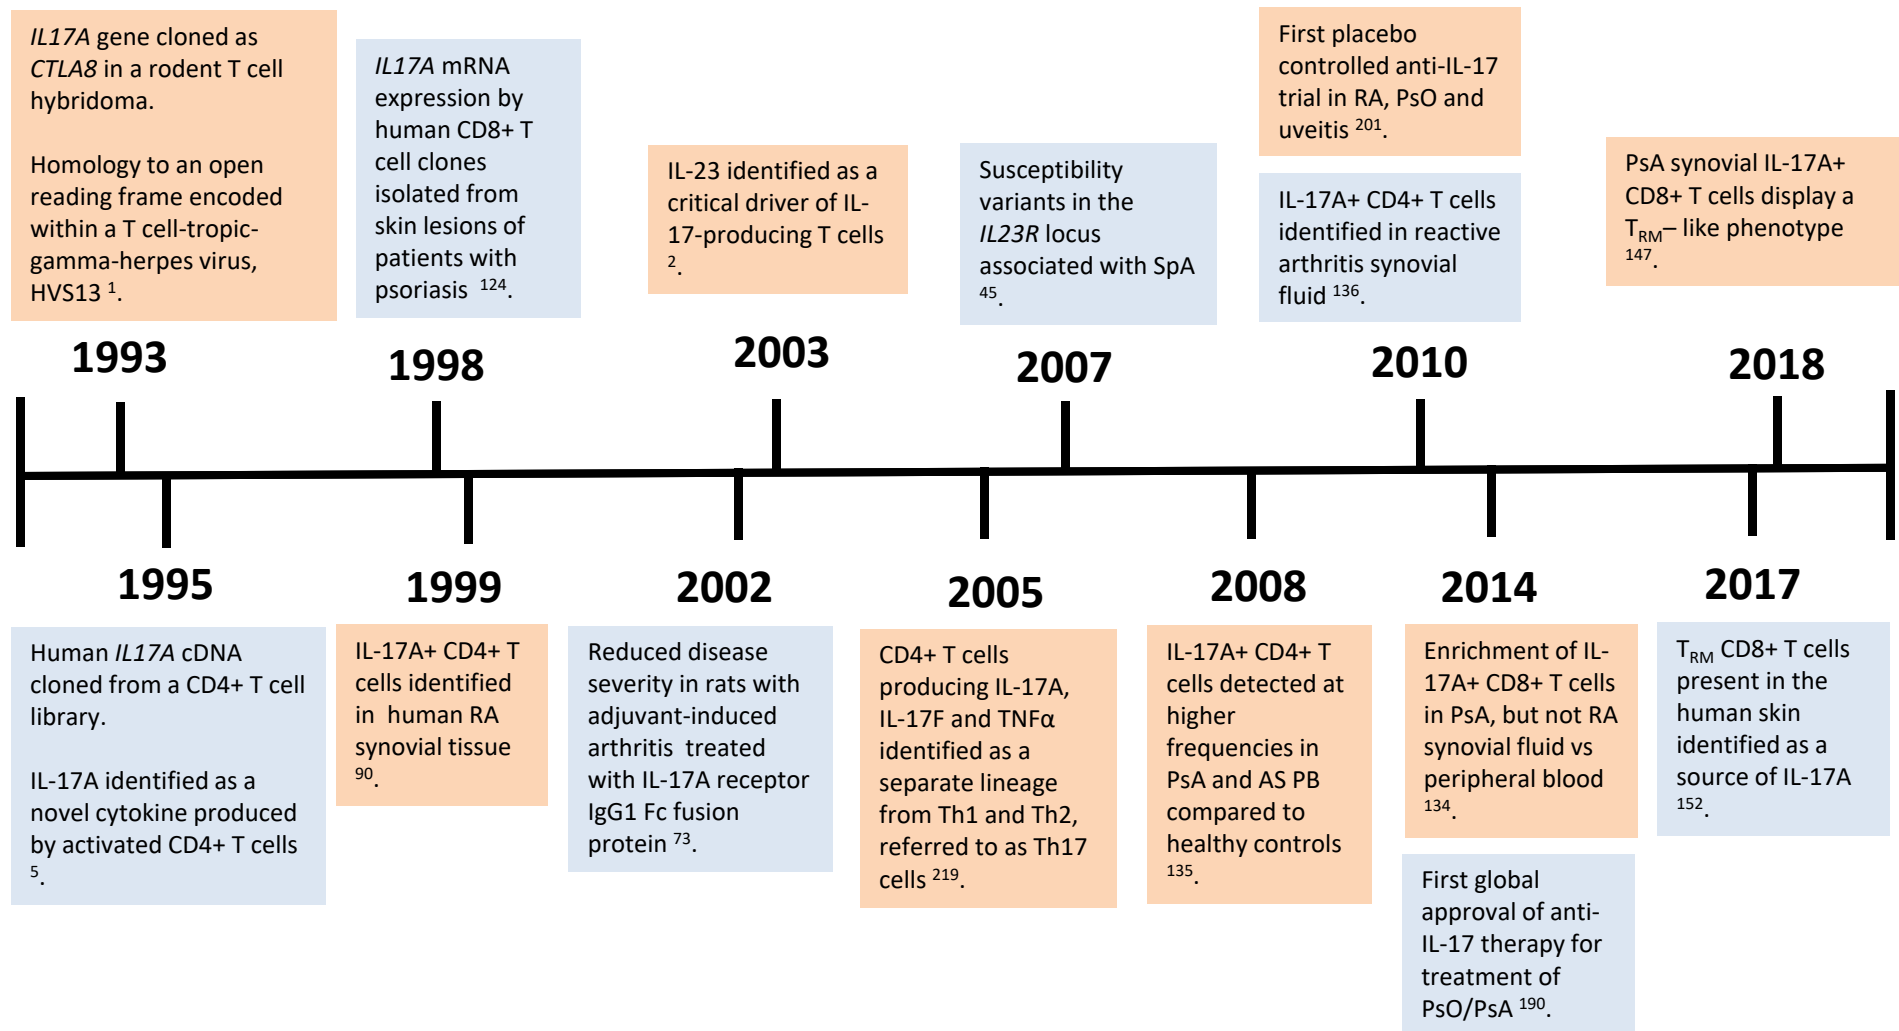 IL17A gene cloned as
CTLA8 in a rodent T cell
hybridoma.
Homology to an open
reading frame encoded
within a T cell-tropic-
gamma-herpes virus,
HVS13 1.
IL17A mRNA
expression by
human CD8+ T
cell clones
isolated from
skin lesions of
patients with
psoriasis 124.
IL-23 identified as a
critical driver of IL-
17-producing T cells
2.
Susceptibility
variants in the
IL23R locus
associated with SpA
45.
First placebo
controlled anti-IL-17
trial in RA, PsO and
uveitis 201.
IL-17A+ CD4+ T cells
identified in reactive
arthritis synovial
fluid 136.
PsA synovial IL-17A+
CD8+ T cells display a
TRM– like phenotype
147.
1993
1998
2003
2007
2010
2018
1995
1999
2002
2005
2008
2014
2017
Human IL17A cDNA
cloned from a CD4+ T cell
library.
IL-17A identified as a
novel cytokine produced
by activated CD4+ T cells
5.
IL-17A+ CD4+ T
cells identified
in human RA
synovial tissue
90.
Reduced disease
severity in rats with
adjuvant-induced
arthritis treated
with IL-17A receptor
IgG1 Fc fusion
protein 73.
CD4+ T cells
producing IL-17A,
IL-17F and TNFα
identified as a
separate lineage
from Th1 and Th2,
referred to as Th17
cells 219.
IL-17A+ CD4+ T
cells detected at
higher
frequencies in
PsA and AS PB
compared to
healthy controls
135.
Enrichment of IL-
17A+ CD8+ T cells
in PsA, but not RA
synovial fluid vs
peripheral blood
134.
First global
approval of anti-
IL-17 therapy for
treatment of
PsO/PsA 190.
TRM CD8+ T cells
present in the
human skin
identified as a
source of IL-17A
152.